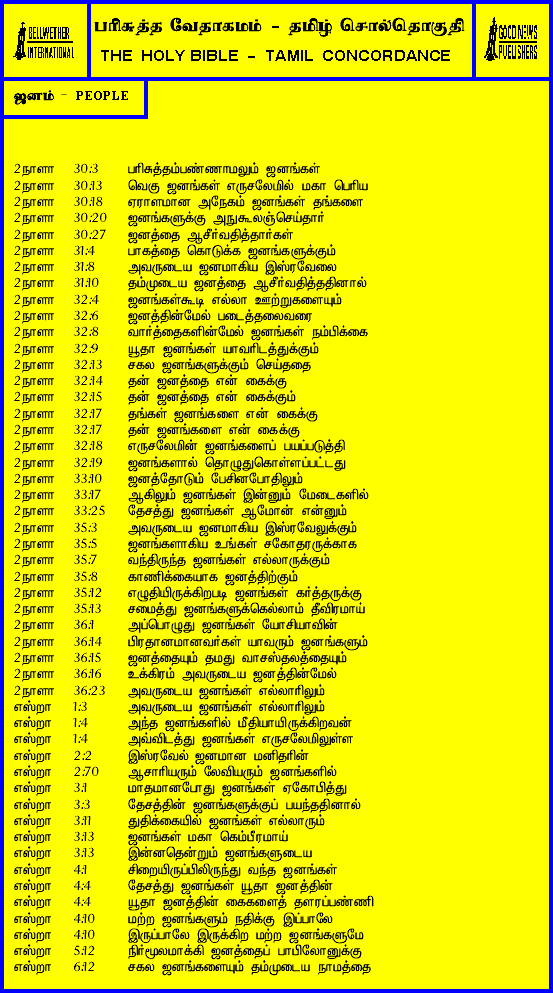 BELLWETHER
INTERNATIONAL
பரிசுத்த வேதாகமம் - தமிழ் சொல்தொகுதி
THE HOLY BIBLE - TAMIL CONCORDANCE
GOOD NEWS
PUBLISHERS
ஜனம் - PEOPLE
2நாளா 30:3 பரிசுத்தம்பண்ணாமலும் ஜனங்கள்
2நாளா 30:13 வெகு ஜனங்கள் எருசலேமில் மகா பெரிய
2நாளா 30:18 ஏராளமான அநேகம் ஜனங்கள் தங்களை
2நாளா 30:20 ஜனங்களுக்கு அநுகூலஞ்செய்தார்
2நாளா 30:27 ஜனத்தை ஆசீர்வதித்தார்கள்
2நாளா 31:4 பாகத்தை கொடுக்க ஜனங்களுக்கும்
2நாளா 31:8 அவருடைய ஜனமாகிய இஸ்ரவேலை
2நாளா 31:10 தம்முடைய ஜனத்தை ஆசீர்வதித்ததினால்
2நாளா 32:4 ஜனங்கள்கூடி எல்லா ஊற்றுகளையும்
2நாளா 32:6 ஜனத்தின்மேல் படைத்தலைவரை
2நாளா 32:8 வார்த்தைகளின்மேல் ஜனங்கள் நம்பிக்கை
2நாளா 32:9 யூதா ஜனங்கள் யாவரிடத்துக்கும்
2நாளா 32:13 சகல ஜனங்களுக்கும் செய்ததை
2நாளா 32:14 தன் ஜனத்தை என் கைக்கு
2நாளா 32:15 தன் ஜனத்தை என் கைக்கும்
2நாளா 32:17 தங்கள் ஜனங்களை என் கைக்கு
2நாளா 32:17 தன் ஜனங்களை என் கைக்கு
2நாளா 32:18 எருசலேமின் ஜனங்களைப் பயப்படுத்தி
2நாளா 32:19 ஜனங்களால் தொழுதுகொள்ளப்பட்டது
2நாளா 33:10 ஜனத்தோடும் பேசினபோதிலும்
2நாளா 33:17 ஆகிலும் ஜனங்கள் இன்னும் மேடைகளில்
2நாளா 33:25 தேசத்து ஜனங்கள் ஆமோன் என்னும்
2நாளா 35:3 அவருடைய ஜனமாகிய இஸ்ரவேலுக்கும்
2நாளா 35:5 ஜனங்களாகிய உங்கள் சகோதரருக்காக
2நாளா 35:7 வந்திருந்த ஜனங்கள் எல்லாருக்கும்
2நாளா 35:8 காணிக்கையாக ஜனத்திற்கும்
2நாளா 35:12 எழுதியிருக்கிறபடி ஜனங்கள் கர்த்தருக்கு
2நாளா 35:13 சமைத்து ஜனங்களுக்கெல்லாம் தீவிரமாய்
2நாளா 36:1 அப்பொழுது ஜனங்கள் யோசியாவின்
2நாளா 36:14 பிரதானமானவர்கள் யாவரும் ஜனங்களும்
2நாளா 36:15 ஜனத்தையும் தமது வாசஸ்தலத்தையும்
2நாளா 36:16 உக்கிரம் அவருடைய ஜனத்தின்மேல்
2நாளா 36:23 அவருடைய ஜனங்கள் எல்லாரிலும்
எஸ்றா 1:3 அவருடைய ஜனங்கள் எல்லாரிலும்
எஸ்றா 1:4 அந்த ஜனங்களில் மீதியாயிருக்கிறவன்
எஸ்றா 1:4 அவ்விடத்து ஜனங்கள் எருசலேமிலுள்ள
எஸ்றா 2:2 இஸ்ரவேல் ஜனமான மனிதரின்
எஸ்றா 2:70 ஆசாரியரும் லேவியரும் ஜனங்களில்
எஸ்றா 3:1 மாதமானபோது ஜனங்கள் ஏகோபித்து
எஸ்றா 3:3 தேசத்தின் ஜனங்களுக்குப் பயந்ததினால்
எஸ்றா 3:11 துதிக்கையில் ஜனங்கள் எல்லாரும்
எஸ்றா 3:13 ஜனங்கள் மகா கெம்பீரமாய்
எஸ்றா 3:13 இன்னதென்றும் ஜனங்களுடைய
எஸ்றா 4:1 சிறையிருப்பிலிருந்து வந்த ஜனங்கள்
எஸ்றா 4:4 தேசத்து ஜனங்கள் யூதா ஜனத்தின்
எஸ்றா 4:4 யூதா ஜனத்தின் கைகளைத் தளரப்பண்ணி
எஸ்றா 4:10 மற்ற ஜனங்களும் நதிக்கு இப்பாலே
எஸ்றா 4:10 இருப்பாலே இருக்கிற மற்ற ஜனங்களுமே
எஸ்றா 5:12 நிர்மூலமாக்கி ஜனத்தைப் பாபிலோனுக்கு
எஸ்றா 6:12 சகல ஜனங்களையும் தம்முடைய நாமத்தை